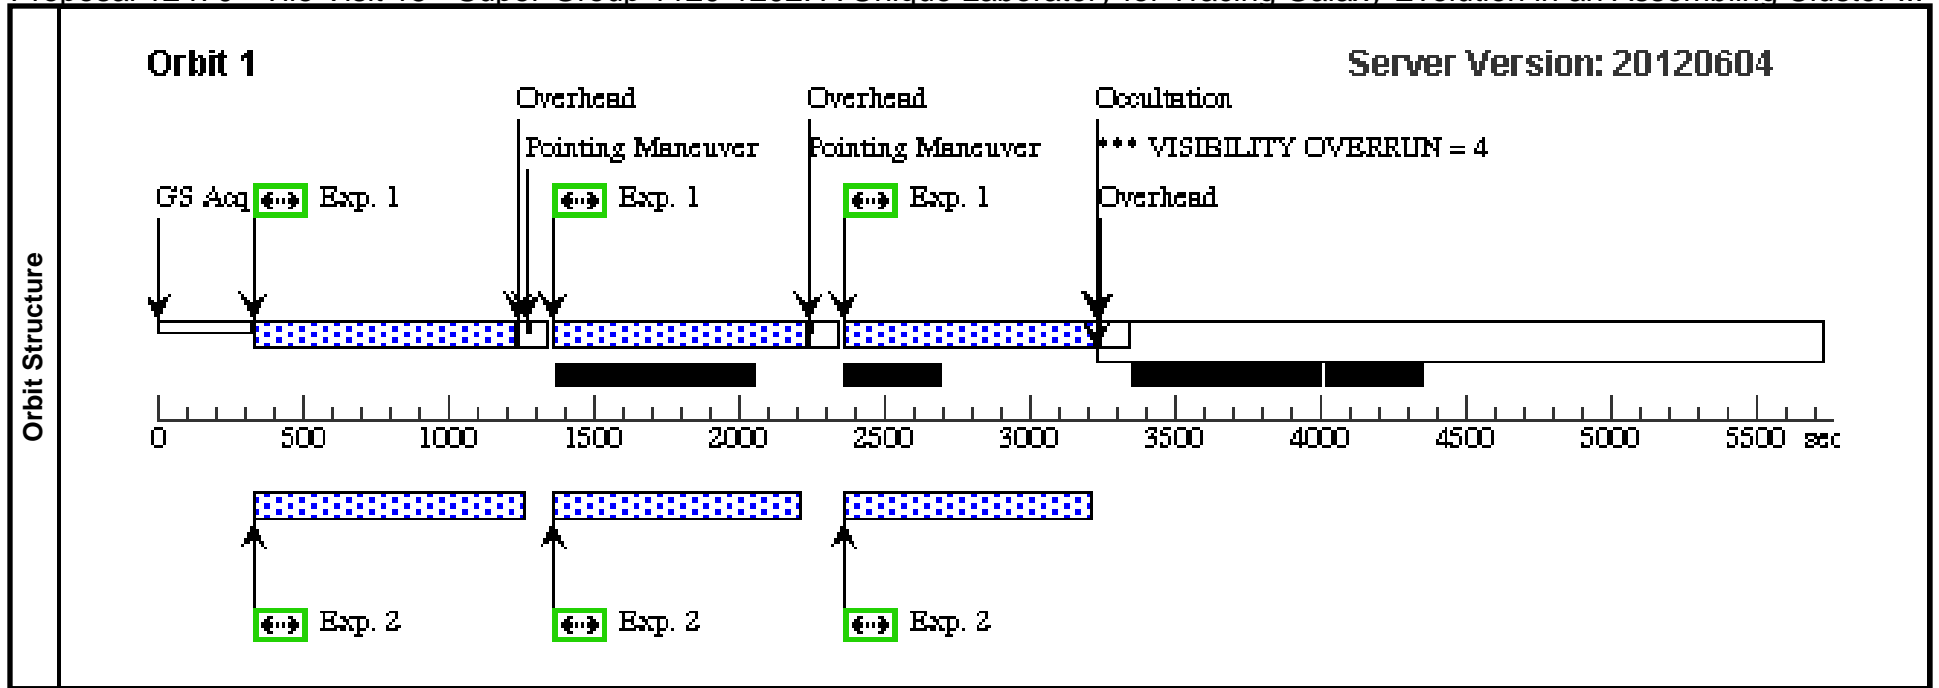 Orbit 1
Server Version: 20120604
Overhead Overhead Occultation
Pointing Maneuver Pointing Maneuver *** VISIBILITY OVERRUN = 4
GS Acq Exp. 1 Exp. 1 Exp. 1 Overhead
Orbit Structure
0 500 1000 1500 2000 2500 3000 3500 4000 4500 5000 5500 sec
Exp. 2 Exp. 2 Exp. 2